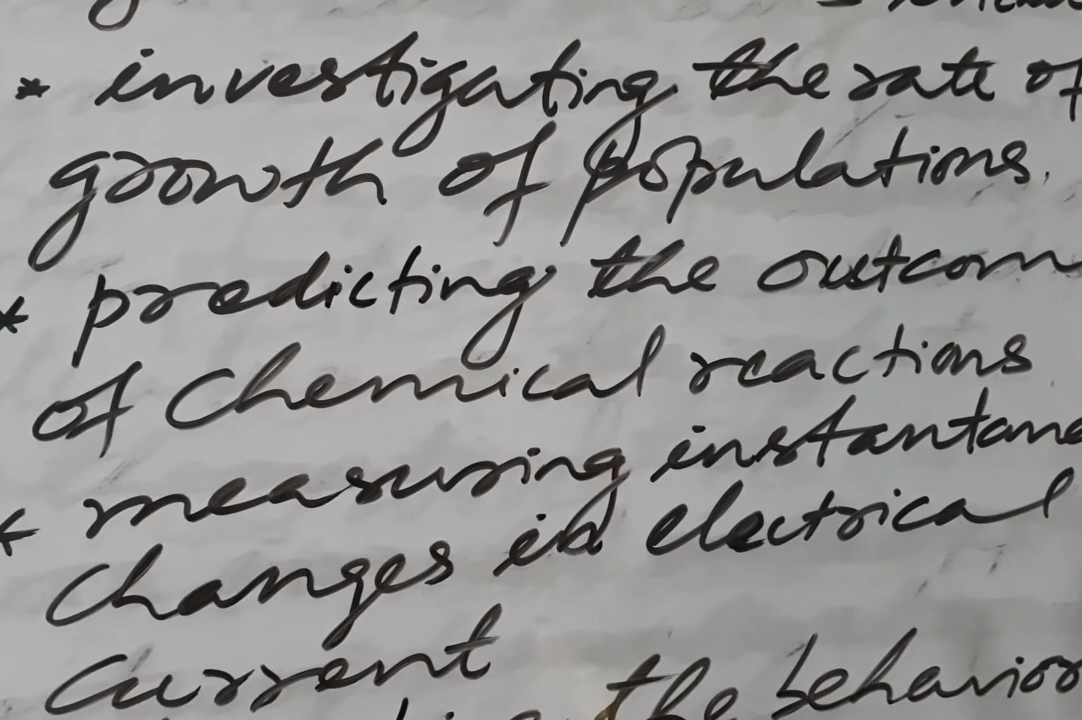 * investigating the rate of
growth of populations.
* predicting the outcom
of chemical reactions
* measuring instantane
changes in electrical
current
the behavior